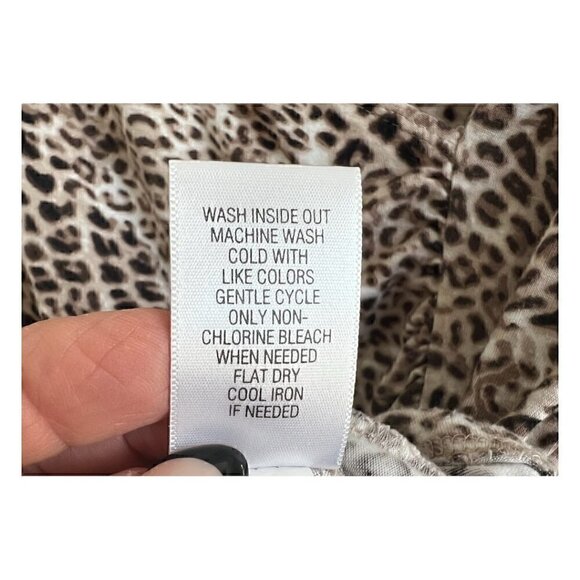 WASH INSIDE OUT
MACHINE WASH
COLD WITH
LIKE COLORS
GENTLE CYCLE
ONLY NON-
CHLORINE BLEACH
WHEN NEEDED
FLAT DRY
COOL IRON
IF NEEDED